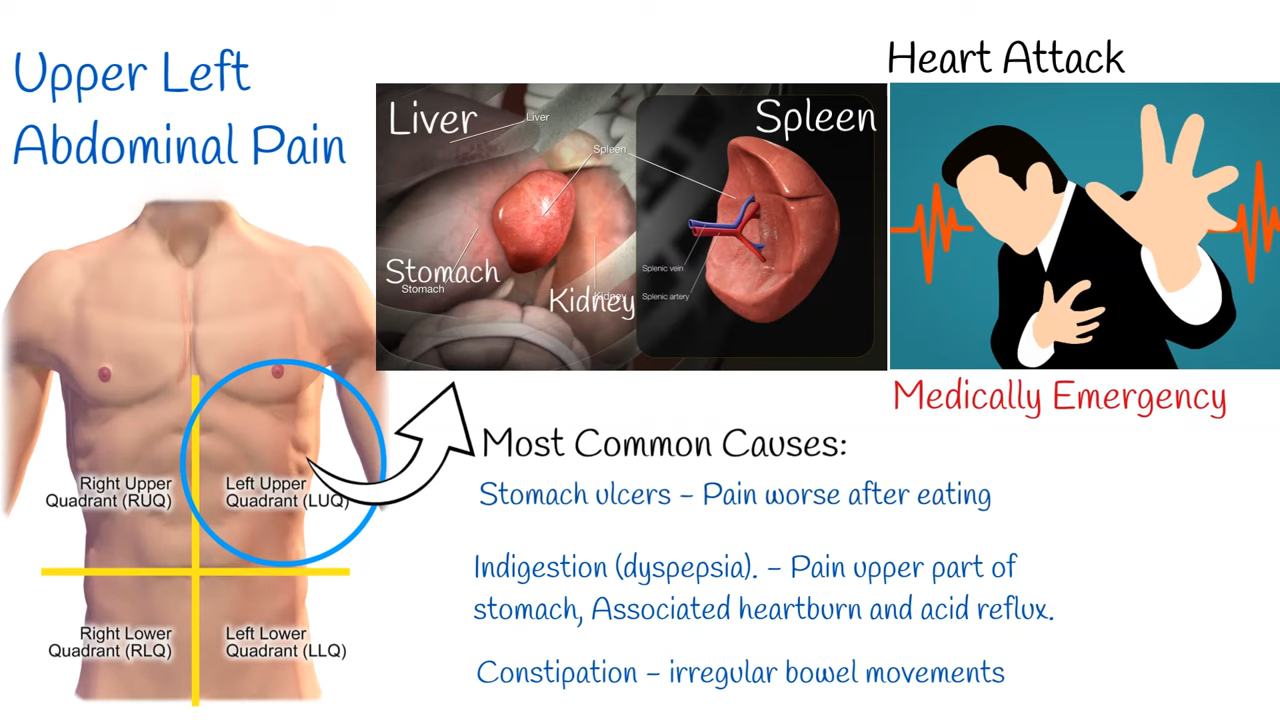 Upper Left
Abdominal Pain
Right Upper
Quadrant (RUQ)
Left Upper
Quadrant (LUQ)
Right Lower
Quadrant (RLQ)
Left Lower
Quadrant (LLQ)
Liver
Liver
Spleen
Stomach
Stomach
Kidney
Kidney
Spleen
Splenic vein
Splenic artery
Heart Attack
Medically Emergency
Most Common Causes:
Stomach ulcers – Pain worse after eating
Indigestion (dyspepsia). – Pain upper part of
stomach, Associated heartburn and acid reflux.
Constipation – irregular bowel movements